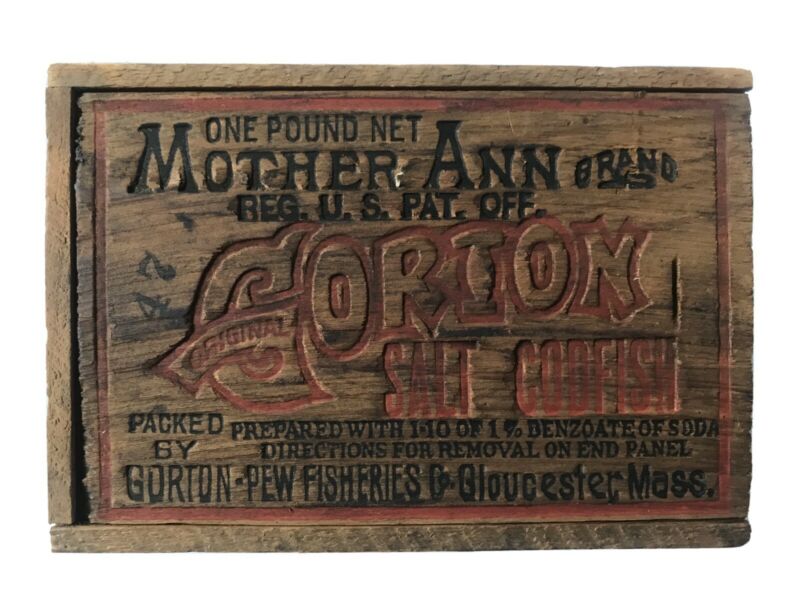 ONE POUND NET
MOTHER ANN BRAND
REG. U. S. PAT. OFF.
GORTON
ORIGINAL
SALT CODFISH
47
PACKED BY
PREPARED WITH 1-10 OF 1% BENZOATE OF SODA
DIRECTIONS FOR REMOVAL ON END PANEL
GORTON-PEW FISHERIES Co Gloucester, Mass.